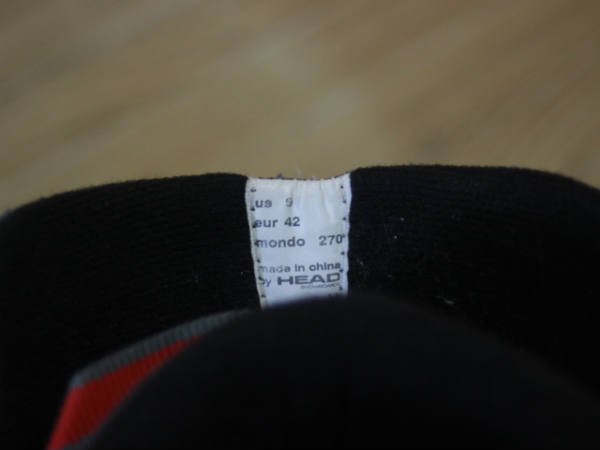 us 9
eur 42
mondo 270
made in china
by HEAD